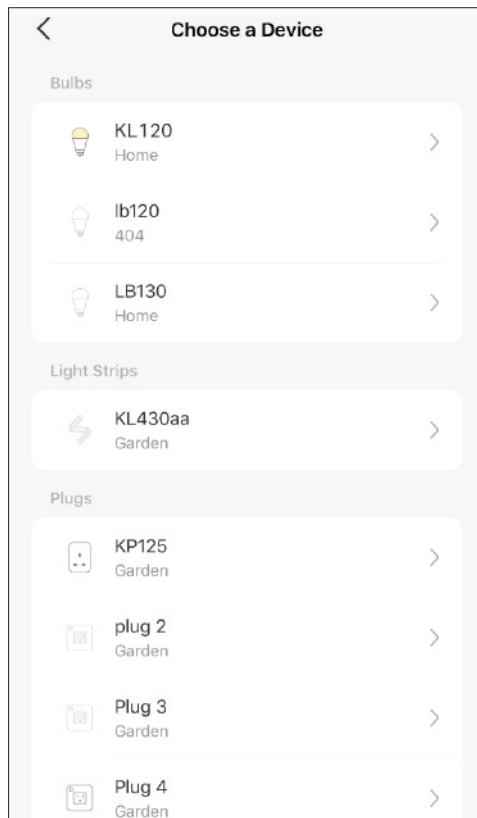 Choose a Device
Bulbs
KL120
Home
lb120
404
LB130
Home
Light Strips
KL430aa
Garden
Plugs
KP125
Garden
plug 2
Garden
Plug 3
Garden
Plug 4
Garden